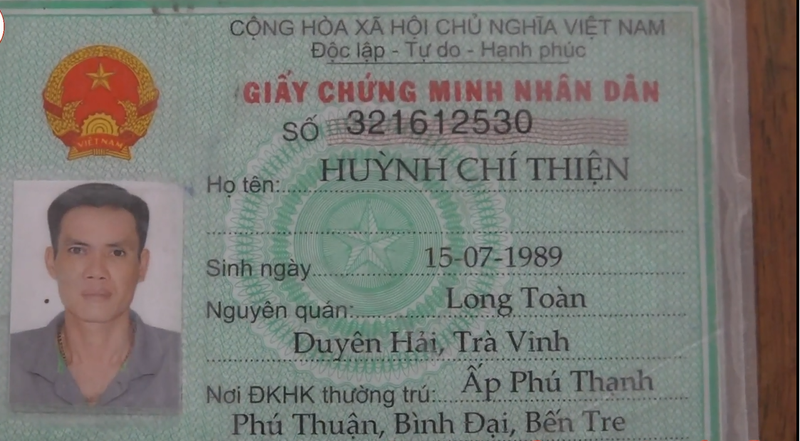 CỘNG HÒA XÃ HỘI CHỦ NGHĨA VIỆT NAM
Độc lập - Tự do - Hạnh phúc
GIẤY CHỨNG MINH NHÂN DÂN
SỐ 321612530
Họ tên: HUỲNH CHÍ THIỆN
Sinh ngày 15-07-1989
Nguyên quán: Long Toàn
Duyên Hải, Trà Vinh
Nơi ĐKHK thường trú: Ấp Phú Thạnh
Phú Thuận, Bình Đại, Bến Tre
VIỆT NAM